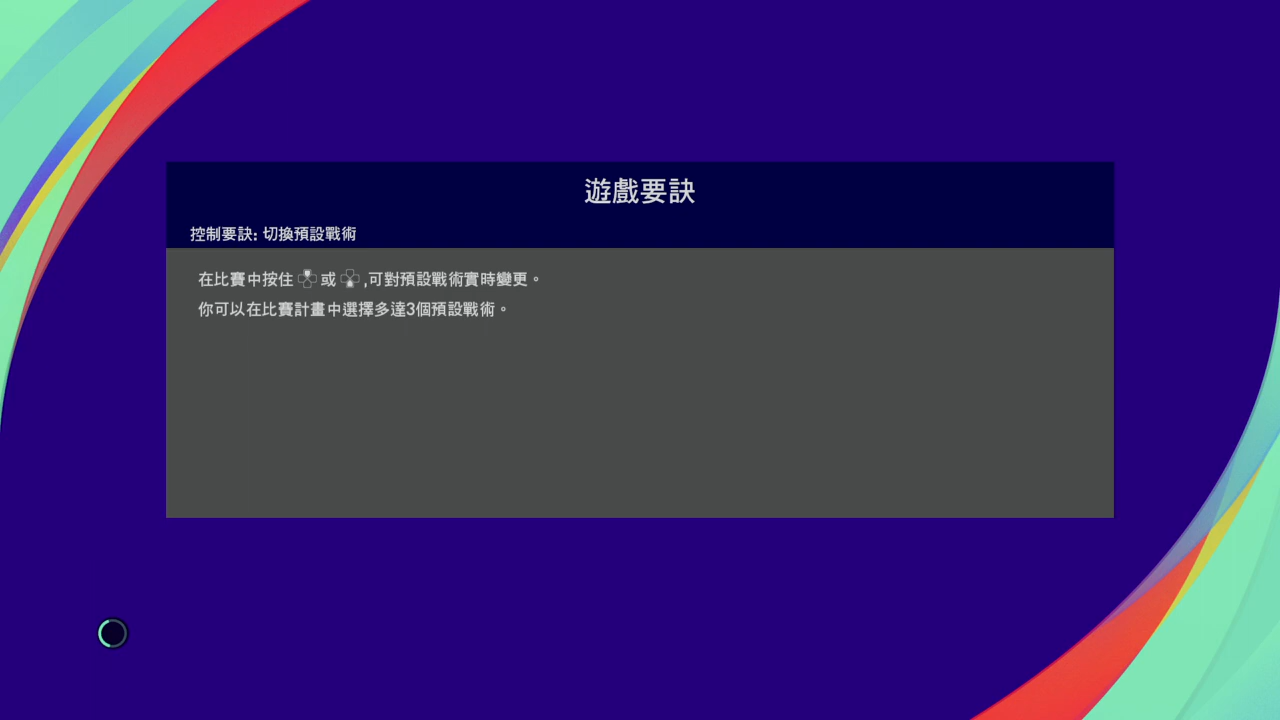 遊戲要訣
控制要訣: 切換預設戰術
在比賽中按住 或 ,可對預設戰術實時變更。
你可以在比賽計畫中選擇多達3個預設戰術。